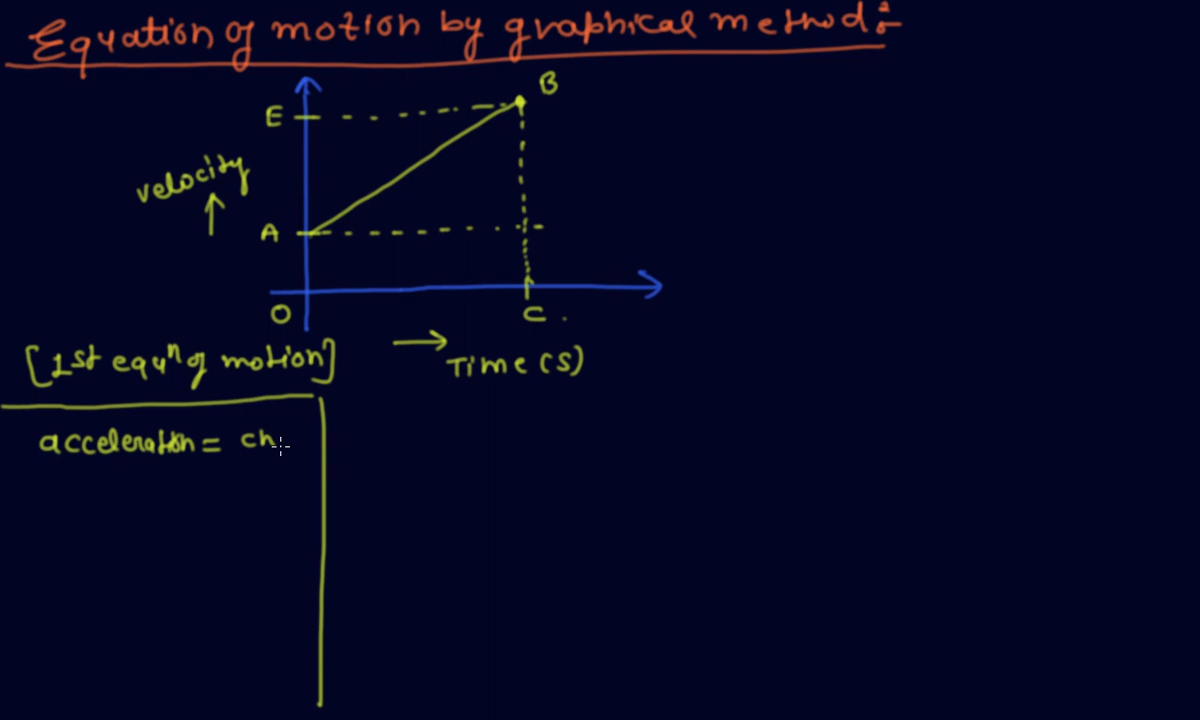 Equation of motion by graphical method :-
B
E
velocity
A
O
C .
Time (s)
[1st equⁿ of motion]
acceleration = ch